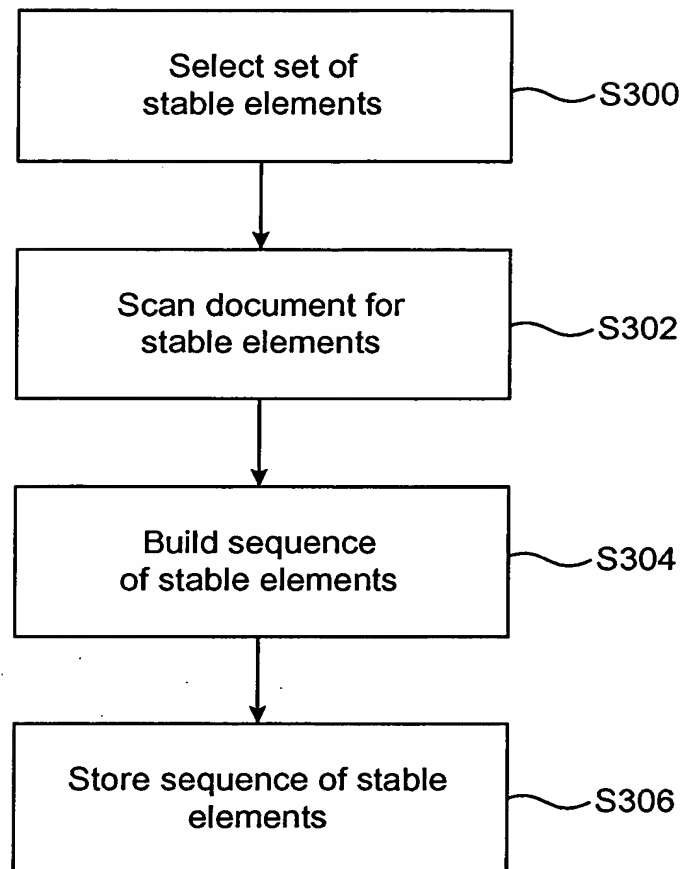 Select set of
stable elements
S300
Scan document for
stable elements
S302
Build sequence
of stable elements
S304
Store sequence of stable
elements
S306